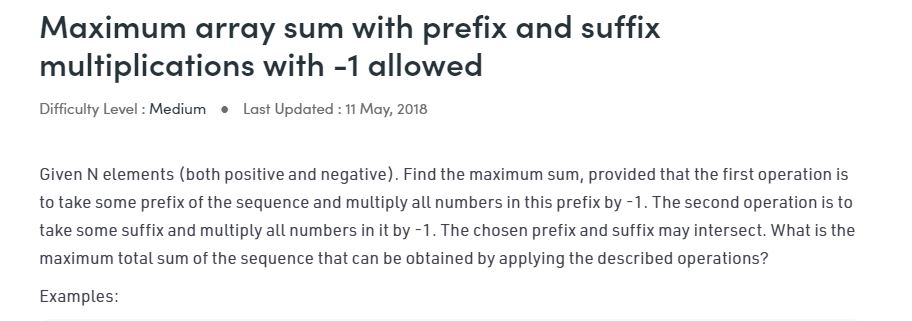 Maximum array sum with prefix and suffix
multiplications with -1 allowed
Difficulty Level : Medium ● Last Updated : 11 May, 2018
Given N elements (both positive and negative). Find the maximum sum, provided that the first operation is
to take some prefix of the sequence and multiply all numbers in this prefix by -1. The second operation is to
take some suffix and multiply all numbers in it by -1. The chosen prefix and suffix may intersect. What is the
maximum total sum of the sequence that can be obtained by applying the described operations?
Examples: